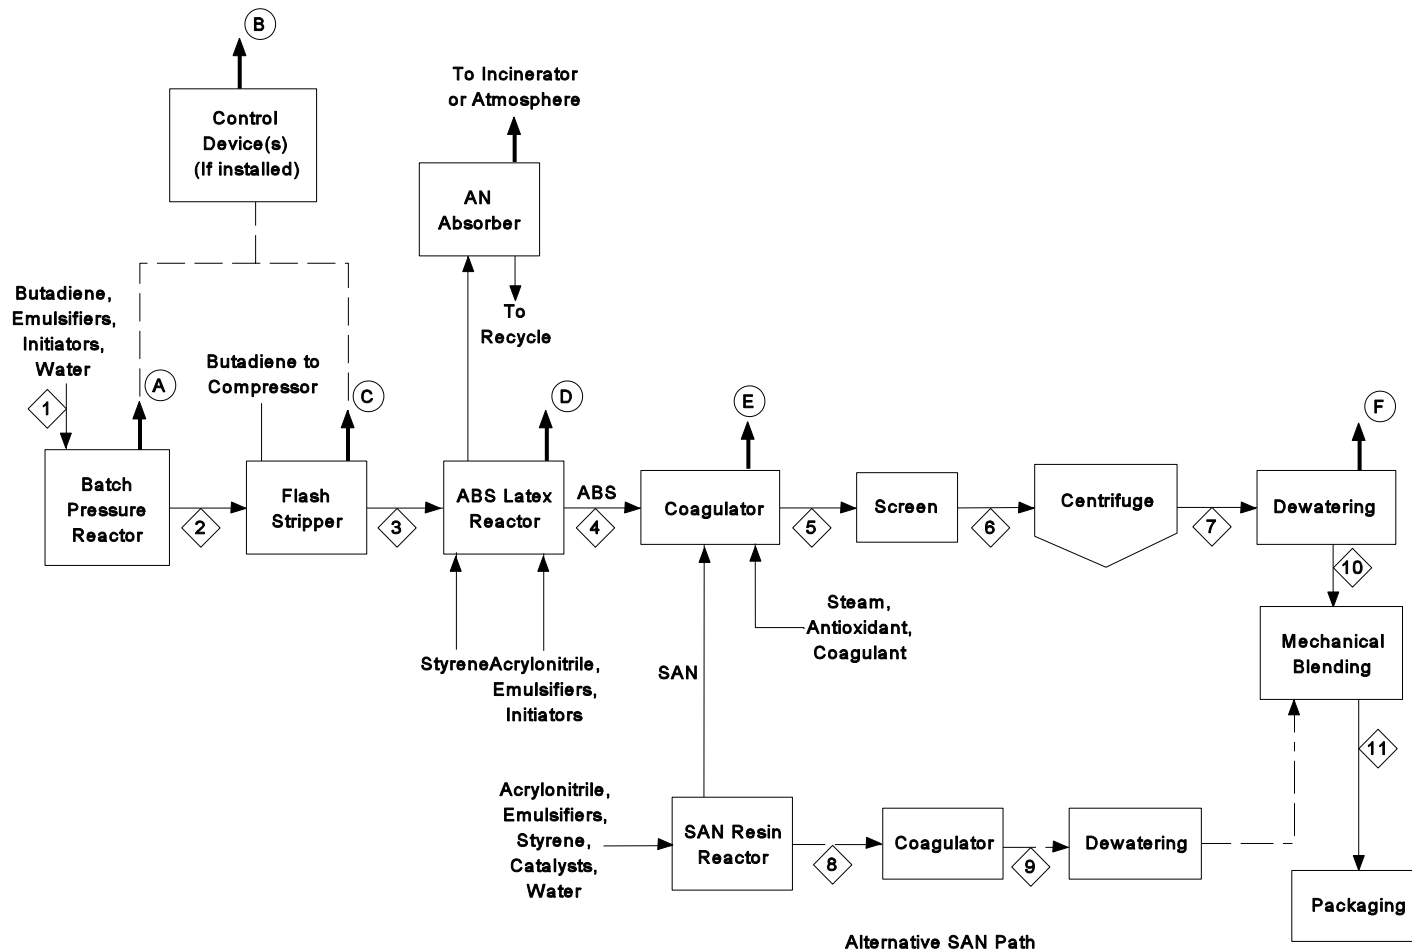 B
Control
Device(s)
(If installed)
To Incinerator
or Atmosphere
AN
Absorber
To
Recycle
Butadiene,
Emulsifiers,
Initiators,
Water
1
A
Butadiene to
Compressor
C
D
E
F
Batch
Pressure
Reactor
2
Flash
Stripper
3
ABS Latex
Reactor
ABS
4
Coagulator
5
Screen
6
Centrifuge
7
Dewatering
10
Styrene
Acrylonitrile,
Emulsifiers,
Initiators
Steam,
Antioxidant,
Coagulant
SAN
Mechanical
Blending
11
Acrylonitrile,
Emulsifiers,
Styrene,
Catalysts,
Water
SAN Resin
Reactor
8
Coagulator
9
Dewatering
Packaging
Alternative SAN Path